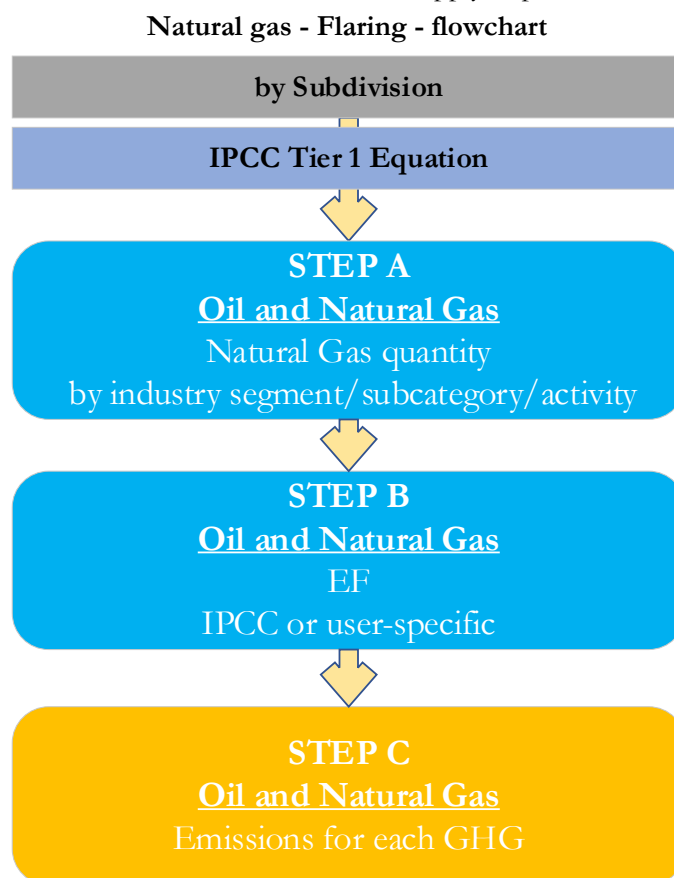 Natural gas - Flaring - flowchart
by Subdivision
IPCC Tier 1 Equation
STEP A
Oil and Natural Gas
Natural Gas quantity
by industry segment/subcategory/activity
STEP B
Oil and Natural Gas
EF
IPCC or user-specific
STEP C
Oil and Natural Gas
Emissions for each GHG